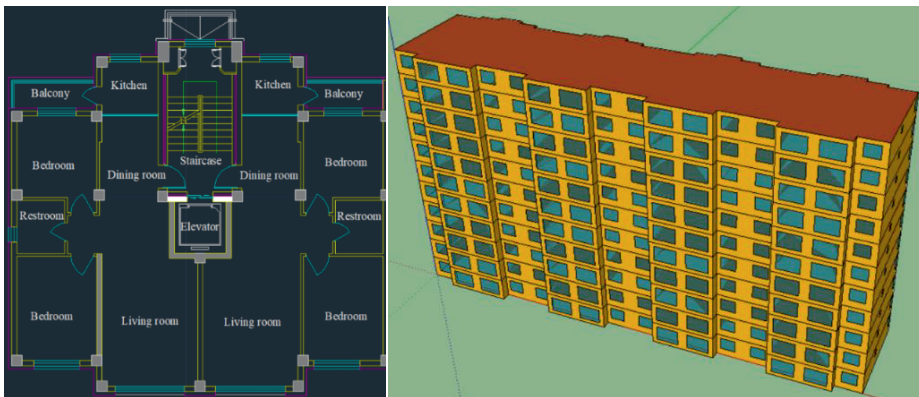 Kitchen
Kitchen
Balcony
Balcony
Bedroom
Staircase
Bedroom
Dining room
Dining room
Restroom
Elevator
Restroom
Bedroom
Living room
Living room
Bedroom